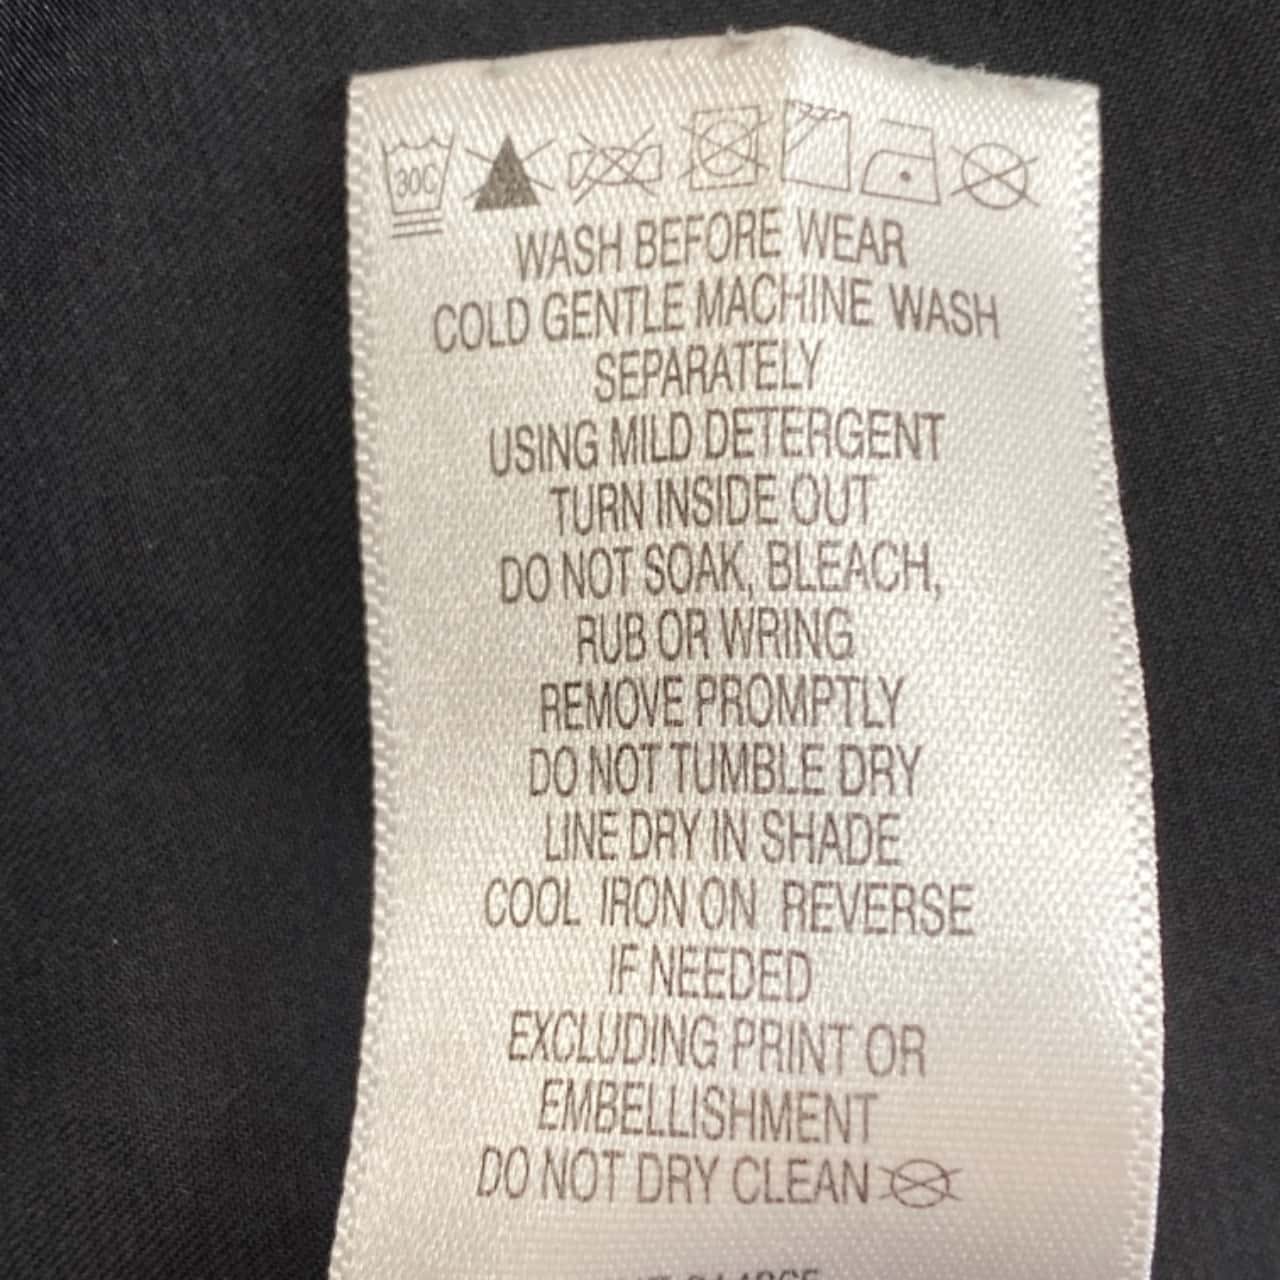 30C
WASH BEFORE WEAR
COLD GENTLE MACHINE WASH
SEPARATELY
USING MILD DETERGENT
TURN INSIDE OUT
DO NOT SOAK, BLEACH,
RUB OR WRING
REMOVE PROMPTLY
DO NOT TUMBLE DRY
LINE DRY IN SHADE
COOL IRON ON REVERSE
IF NEEDED
EXCLUDING PRINT OR
EMBELLISHMENT
DO NOT DRY CLEAN